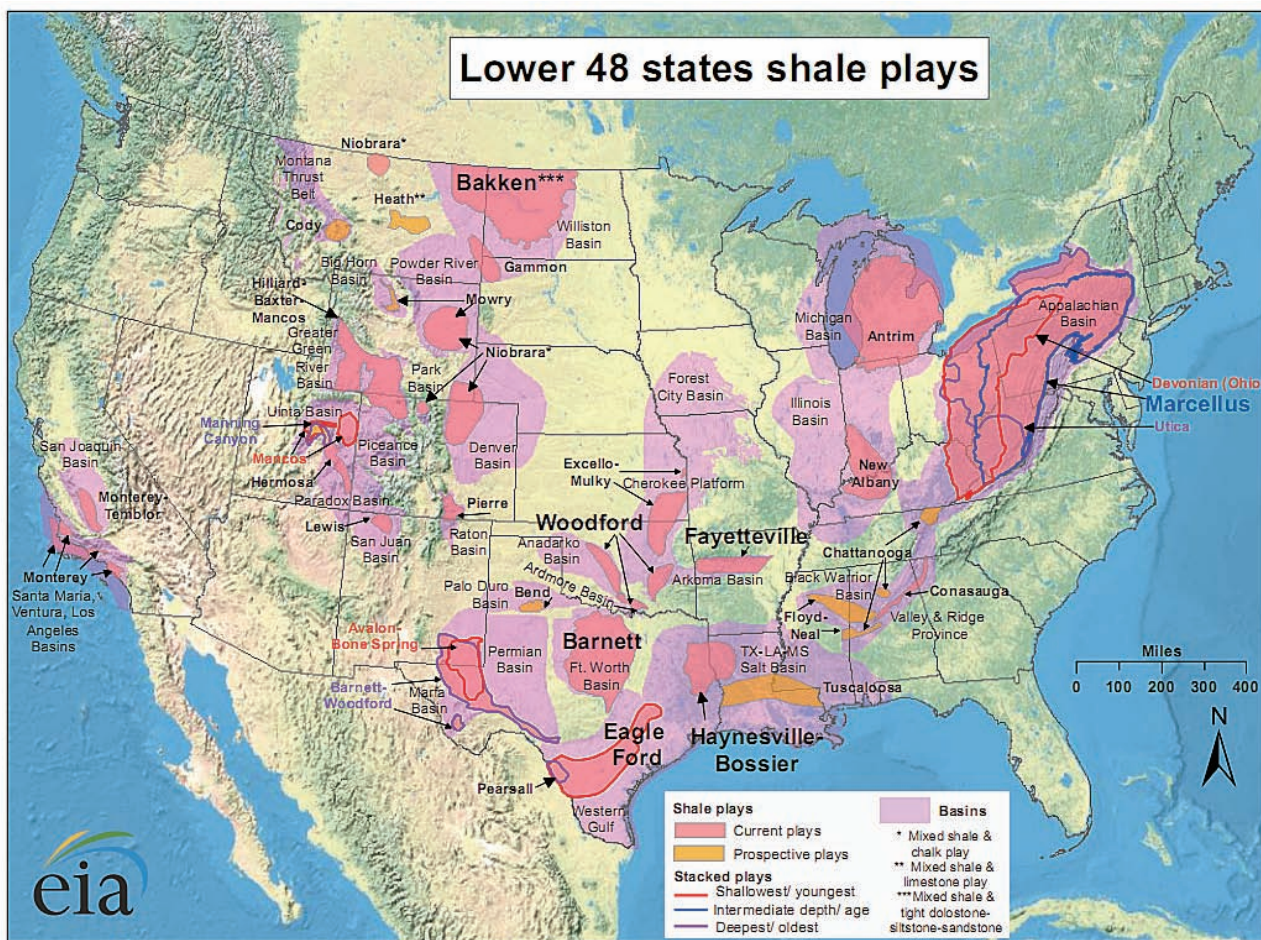 Lower 48 states shale plays
Niobrara*
Montana
Thrust
Belt
Bakken***
Heath**
Cody
Williston
Basin
Big Horn
Basin
Powder River
Basin
Gammon
Hilliard-
Baxter-
Mancos
Mowry
Greater
Green
River
Basin
Niobrara*
Park
Basin
Michigan
Basin
Antrim
Appalachian
Basin
Devonian (Ohio
Marcellus
Utica
Forest
City Basin
Illinois
Basin
Uinta Basin
Manning
Canyon
Mancos
Piceance
Basin
Denver
Basin
San Joaquin
Basin
Hermosa
Paradox Basin
Excello-
Mulky
Cherokee Platform
New
Albany
Monterey-
Temblor
Lewis
San Juan
Basin
Pierre
Raton
Basin
Woodford
Anadarko
Basin
Fayetteville
Arkoma Basin
Chattanooga
Monterey
Santa Maria,
Ventura, Los
Angeles
Basins
Palo Duro
Basin
Bend
Ardmore Basin
Black Warrior
Basin
Conasauga
Floyd-
Neal
Valley & Ridge
Province
Avalon-
Bone Spring
Permian
Basin
Barnett
Ft. Worth
Basin
TX-LA-MS
Salt Basin
Tuscaloosa
Barnett-
Woodford
Marfa
Basin
Eagle
Ford
Haynesville-
Bossier
Pearsall
Western
Gulf
Miles
0 100 200 300 400
N
Shale plays
Current plays
Prospective plays
Stacked plays
Shallowest/ youngest
Intermediate depth/ age
Deepest/ oldest
Basins
* Mixed shale &
chalk play
** Mixed shale &
limestone play
***Mixed shale &
tight dolostone-
siltstone-sandstone
eia